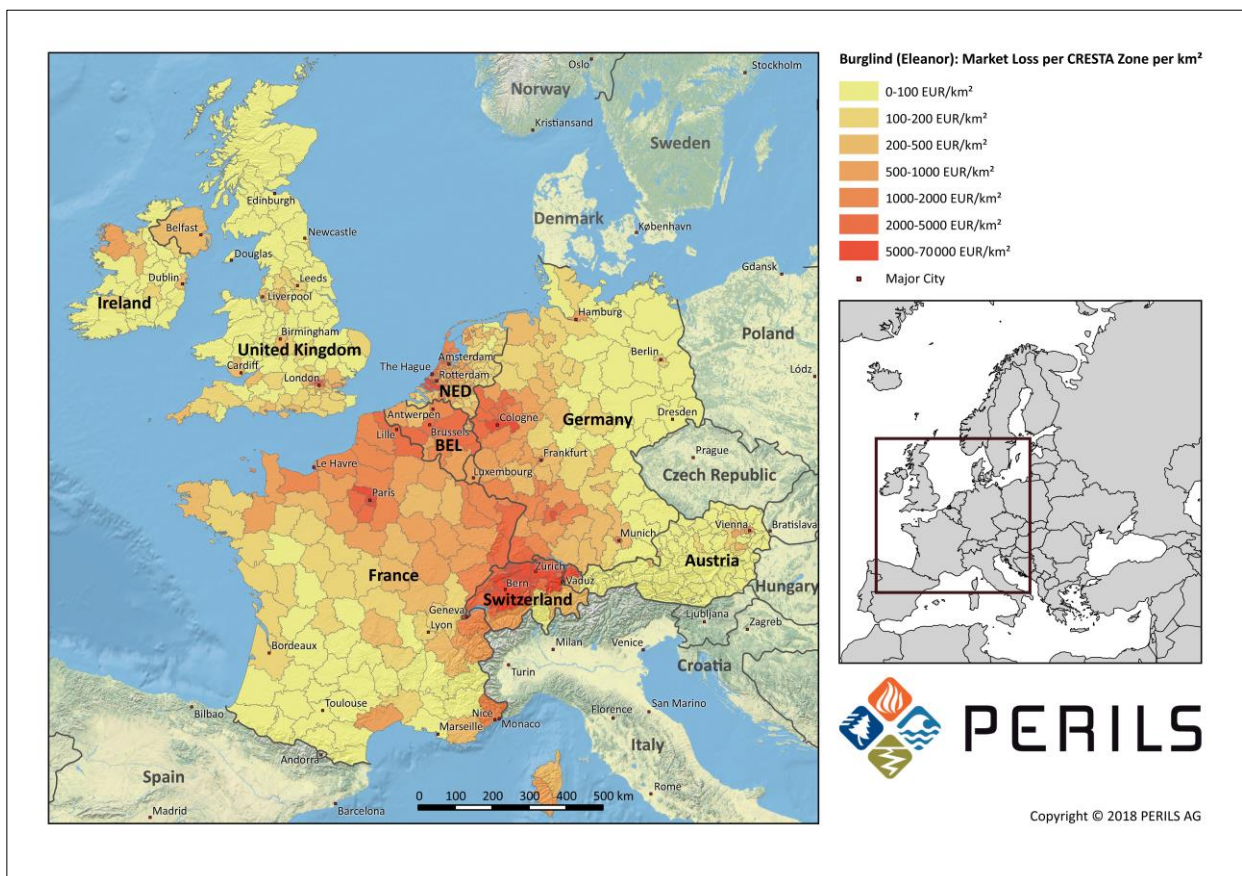 Burglind (Eleanor): Market Loss per CRESTA Zone per km²
0-100 EUR/km²
100-200 EUR/km²
200-500 EUR/km²
500-1000 EUR/km²
1000-2000 EUR/km²
2000-5000 EUR/km²
5000-70000 EUR/km²
Major City
Oslo
Stockholm
Norway
Kristiansand
Sweden
Edinburgh
Denmark
Belfast
Newcastle
København
Douglas
Gdansk
Dublin
Leeds
Ireland
Liverpool
Hamburg
Birmingham
Poland
United Kingdom
Amsterdam
Berlin
Cardiff
The Hague
London
Rotterdam
Lódz
NED
Antwerpen
Cologne
Germany
Dresden
Lille
Brussels
BEL
Le Havre
Luxembourg
Frankfurt
Prague
Czech Republic
Paris
Munich
Vienna
Bratislava
Austria
France
Zurich
Bern
Vaduz
Switzerland
Hungary
Geneva
Lyon
Ljubljana
Zagreb
Bordeaux
Milan
Venice
Turin
Croatia
Toulouse
Nice
Monaco
Florence
San Marino
Bilbao
Marseille
Andorra
Italy
Spain
0 100 200 300 400 500 km
Rome
Madrid
Barcelona
PERILS
Copyright © 2018 PERILS AG